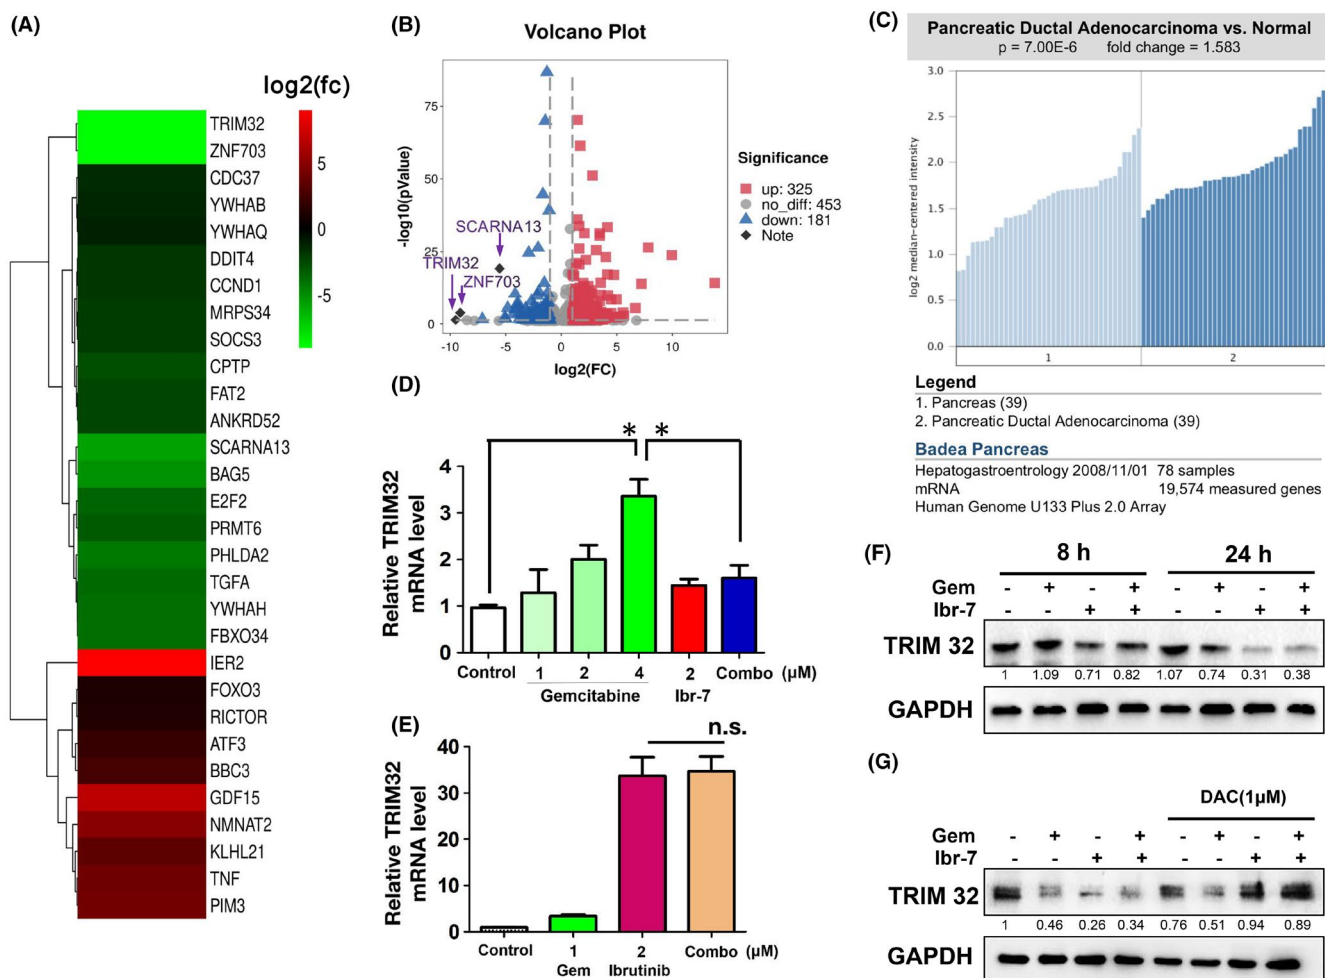 (A)
log2(fc)
5
0
-5
TRIM32
ZNF703
CDC37
YWHAB
YWHAQ
DDIT4
CCND1
MRPS34
SOCS3
CPTP
FAT2
ANKRD52
SCARNA13
BAG5
E2F2
PRMT6
PHLDA2
TGFA
YWHAH
FBXO34
IER2
FOXO3
RICTOR
ATF3
BBC3
GDF15
NMNAT2
KLHL21
TNF
PIM3
(B)
Volcano Plot
-log10(pValue)
75
50
25
0
-10 -5 0 5 10
log2(FC)
SCARNA13
TRIM32
ZNF703
Significance
up: 325
no_diff: 453
down: 181
Note
(C)
Pancreatic Ductal Adenocarcinoma vs. Normal
p = 7.00E-6 fold change = 1.583
log2 median-centered intensity
3.0
2.5
2.0
1.5
1.0
0.5
0.0
1 2
Legend
1. Pancreas (39)
2. Pancreatic Ductal Adenocarcinoma (39)
Badea Pancreas
Hepatogastroentrology 2008/11/01 78 samples
mRNA 19,574 measured genes
Human Genome U133 Plus 2.0 Array
(D)
Relative TRIM32
mRNA level
* *
4
3
2
1
0
Control 1 2 4 2 Combo (μM)
Gemcitabine Ibr-7
(E)
Relative TRIM32
mRNA level
n.s.
40
30
20
10
0
Control 1 2 Combo (μM)
Gem Ibrutinib
(F)
8 h 24 h
Gem - + - + - + - +
Ibr-7 - - + + - - + +
TRIM 32
1 1.09 0.71 0.82 1.07 0.74 0.31 0.38
GAPDH
(G)
DAC(1μM)
Gem - + - + - + - +
Ibr-7 - - + + - - + +
TRIM 32
1 0.46 0.26 0.34 0.76 0.51 0.94 0.89
GAPDH